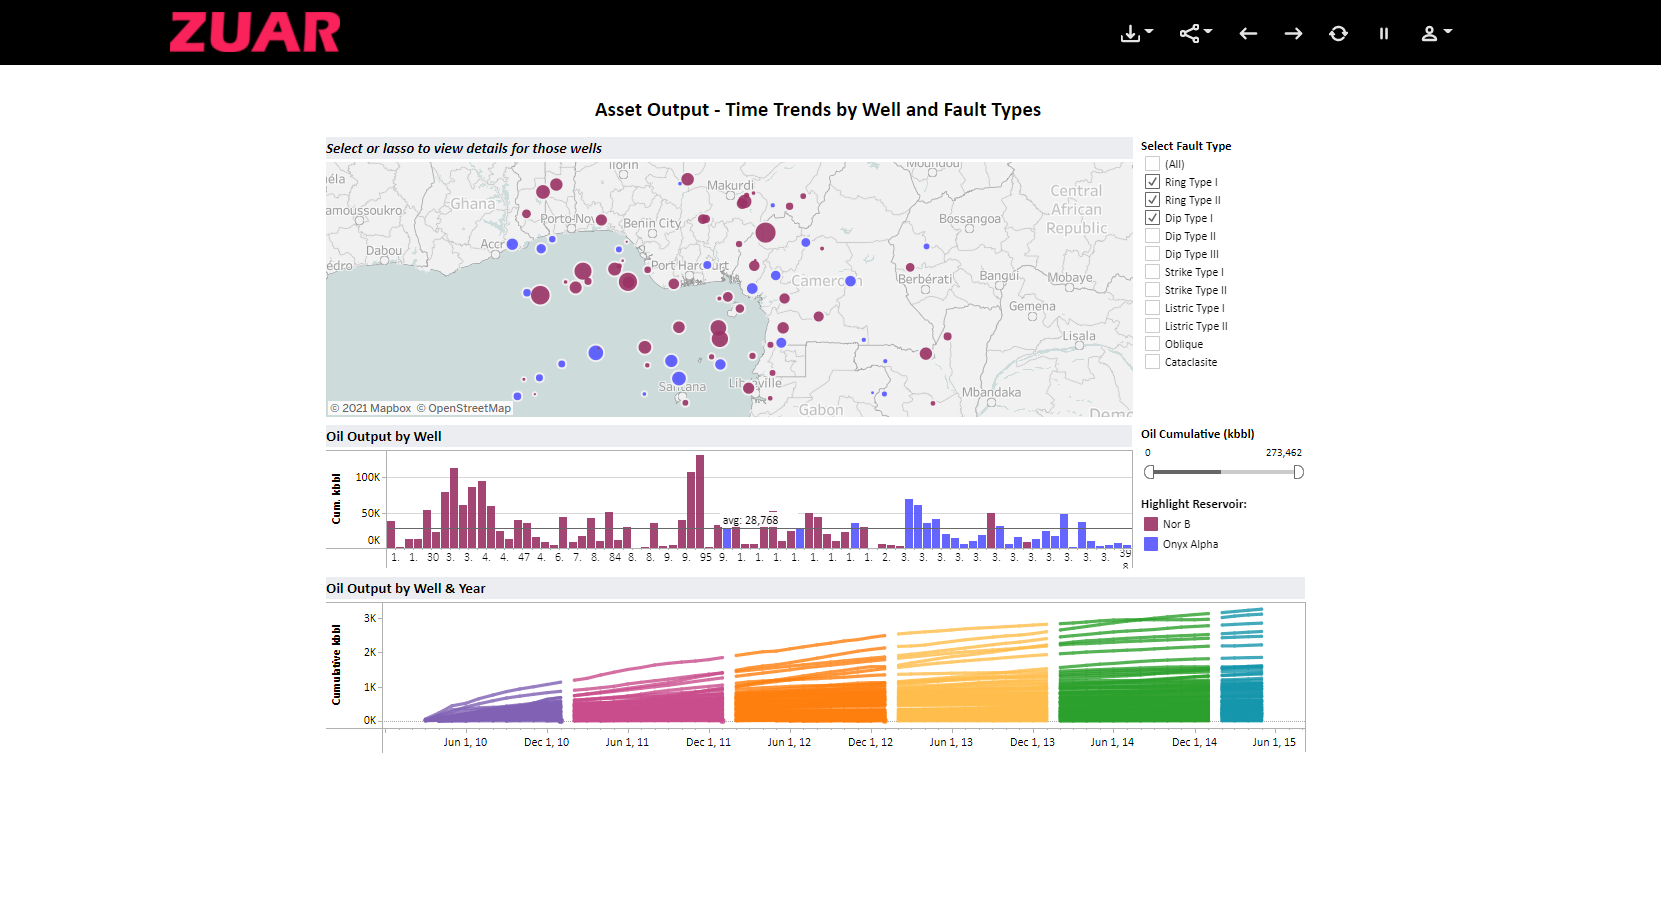 ZUAR
Asset Output - Time Trends by Well and Fault Types
Select or lasso to view details for those wells
Select Fault Type
(All)
Ring Type I
Ring Type II
Dip Type I
Dip Type II
Dip Type III
Strike Type I
Strike Type II
Listric Type I
Listric Type II
Oblique
Cataclasite
Ilorin
Moundou
Makurdi
Central
African
Republic
Ghana
amoussoukro
Porto-Nov
Benin City
Bossangoa
Dabou
Accr
édro
Port Harcourt
Cameroon
Berbérati
Bangui
Mobaye
Gemena
Lisala
Santana
Libreville
Mbandaka
Gabon
Demo
© 2021 Mapbox © OpenStreetMap
Oil Output by Well
Oil Cumulative (kbbl)
0 273,462
Highlight Reservoir:
Nor B
Onyx Alpha
Cum. kbbl
100K
50K
0K
avg: 28,768
1. 1. 30 3. 3. 4. 4. 47 4. 6. 7. 8. 84 8. 8. 9. 9. 95 9. 1. 1. 1. 1. 1. 1. 1. 1. 2. 3. 3. 3. 3. 3. 3. 3. 3. 3. 3. 3. 3. 39
8
Oil Output by Well & Year
Cumulative kbbl
3K
2K
1K
0K
Jun 1, 10 Dec 1, 10 Jun 1, 11 Dec 1, 11 Jun 1, 12 Dec 1, 12 Jun 1, 13 Dec 1, 13 Jun 1, 14 Dec 1, 14 Jun 1, 15